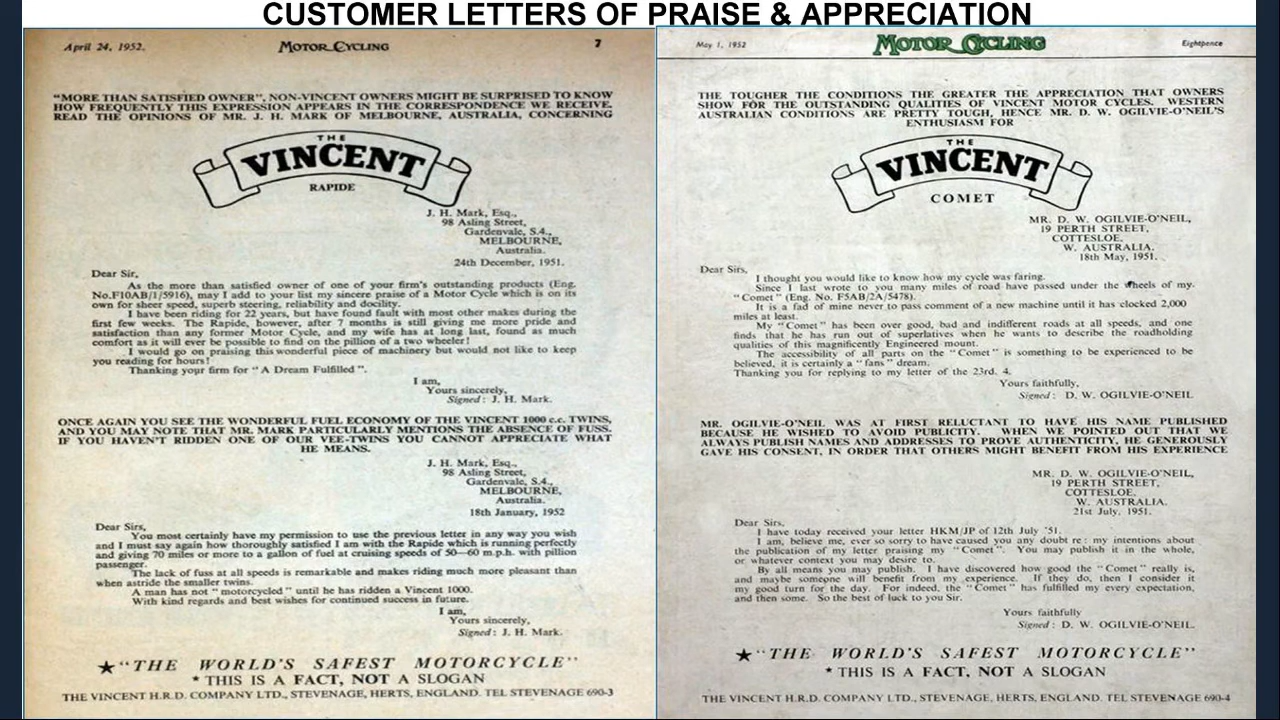 CUSTOMER LETTERS OF PRAISE & APPRECIATION
April 24, 1952.
MOTOR CYCLING
7
"MORE THAN SATISFIED OWNER", NON-VINCENT OWNERS MIGHT BE SURPRISED TO KNOW
HOW FREQUENTLY THIS EXPRESSION APPEARS IN THE CORRESPONDENCE WE RECEIVE.
READ THE OPINIONS OF MR. J. H. MARK OF MELBOURNE, AUSTRALIA, CONCERNING
THE
VINCENT
RAPIDE
J. H. Mark, Esq.,
98 Asling Street,
Gardenvale, S.4.,
MELBOURNE,
Australia.
24th December, 1951.
Dear Sir,
As the more than satisfied owner of one of your firm's outstanding products (Eng.
No.F10AB/1/5916), may I add to your list my sincere praise of a Motor Cycle which is on its
own for sheer speed, superb steering, reliability and docility.
I have been riding for 22 years, but have found fault with most other makes during the
first few weeks. The Rapide, however, after 7 months is still giving me more pride and
satisfaction than any former Motor Cycle, and my wife has at long last, found as much
comfort as it will ever be possible to find on the pillion of a two wheeler!
I would go on praising this wonderful piece of machinery but would not like to keep
you reading for hours!
Thanking your firm for "A Dream Fulfilled".
I am,
Yours sincerely,
Signed: J. H. Mark.
ONCE AGAIN YOU SEE THE WONDERFUL FUEL ECONOMY OF THE VINCENT 1000 c.c. TWINS,
AND YOU MAY NOTE THAT MR. MARK PARTICULARLY MENTIONS THE ABSENCE OF FUSS.
IF YOU HAVEN'T RIDDEN ONE OF OUR VEE-TWINS YOU CANNOT APPRECIATE WHAT
HE MEANS.
J. H. Mark, Esq.,
98 Asling Street,
Gardenvale, S.4.,
MELBOURNE,
Australia.
18th January, 1952
Dear Sirs,
You most certainly have my permission to use the previous letter in any way you wish
and I must say again how thoroughly satisfied I am with the Rapide which is running perfectly
and giving 70 miles or more to a gallon of fuel at cruising speeds of 50—60 m.p.h. with pillion
passenger.
The lack of fuss at all speeds is remarkable and makes riding much more pleasant than
when astride the smaller twins.
A man has not "motorcycled" until he has ridden a Vincent 1000.
With kind regards and best wishes for continued success in future.
I am,
Yours sincerely,
Signed: J. H. Mark.
★"THE WORLD'S SAFEST MOTORCYCLE"
* THIS IS A FACT, NOT A SLOGAN
THE VINCENT H.R.D. COMPANY LTD., STEVENAGE, HERTS, ENGLAND. TEL STEVENAGE 690-3
May 1, 1952
MOTOR CYCLING
Eightpence
THE TOUGHER THE CONDITIONS THE GREATER THE APPRECIATION THAT OWNERS
SHOW FOR THE OUTSTANDING QUALITIES OF VINCENT MOTOR CYCLES. WESTERN
AUSTRALIAN CONDITIONS ARE PRETTY TOUGH, HENCE MR. D. W. OGILVIE-O'NEIL'S
ENTHUSIASM FOR
THE
VINCENT
COMET
MR. D. W. OGILVIE-O'NEIL,
19 PERTH STREET,
COTTESLOE,
W. AUSTRALIA.
18th May, 1951.
Dear Sirs,
I thought you would like to know how my cycle was faring.
Since I last wrote to you many miles of road have passed under the wheels of my
"Comet" (Eng. No. F5AB/2A/5478).
It is a fad of mine never to pass comment of a new machine until it has clocked 2,000
miles at least.
My "Comet" has been over good, bad and indifferent roads at all speeds, and one
finds that he has run out of superlatives when he wants to describe the roadholding
qualities of this magnificently Engineered mount.
The accessibility of all parts on the "Comet" is something to be experienced to be
believed, it is certainly a "fans" dream.
Thanking you for replying to my letter of the 23rd. 4.
Yours faithfully,
Signed: D. W. OGILVIE-O'NEIL
MR. OGILVIE-O'NEIL WAS AT FIRST RELUCTANT TO HAVE HIS NAME PUBLISHED
BECAUSE HE WISHED TO AVOID PUBLICITY. WHEN WE POINTED OUT THAT WE
ALWAYS PUBLISH NAMES AND ADDRESSES TO PROVE AUTHENTICITY, HE GENEROUSLY
GAVE HIS CONSENT, IN ORDER THAT OTHERS MIGHT BENEFIT FROM HIS EXPERIENCE
MR. D. W. OGILVIE-O'NEIL,
19 PERTH STREET,
COTTESLOE,
W. AUSTRALIA.
21st July, 1951.
Dear Sirs,
I have today received your letter HKM/JP of 12th July '51.
I am, believe me, ever so sorry to have caused you any doubt re: my intentions about
the publication of my letter praising my "Comet". You may publish it in the whole,
or whatever context you may desire to.
By all means you may publish. I have discovered how good the "Comet" really is,
and maybe someone will benefit from my experience. If they do, then I consider it
my good turn for the day. For indeed, the "Comet" has fulfilled my every expectation,
and then some. So the best of luck to you Sir.
Yours faithfully
Signed: D. W. OGILVIE-O'NEIL.
★"THE WORLD'S SAFEST MOTORCYCLE"
* THIS IS A FACT, NOT A SLOGAN
THE VINCENT H.R.D. COMPANY LTD., STEVENAGE, HERTS, ENGLAND. TEL STEVENAGE 690-4